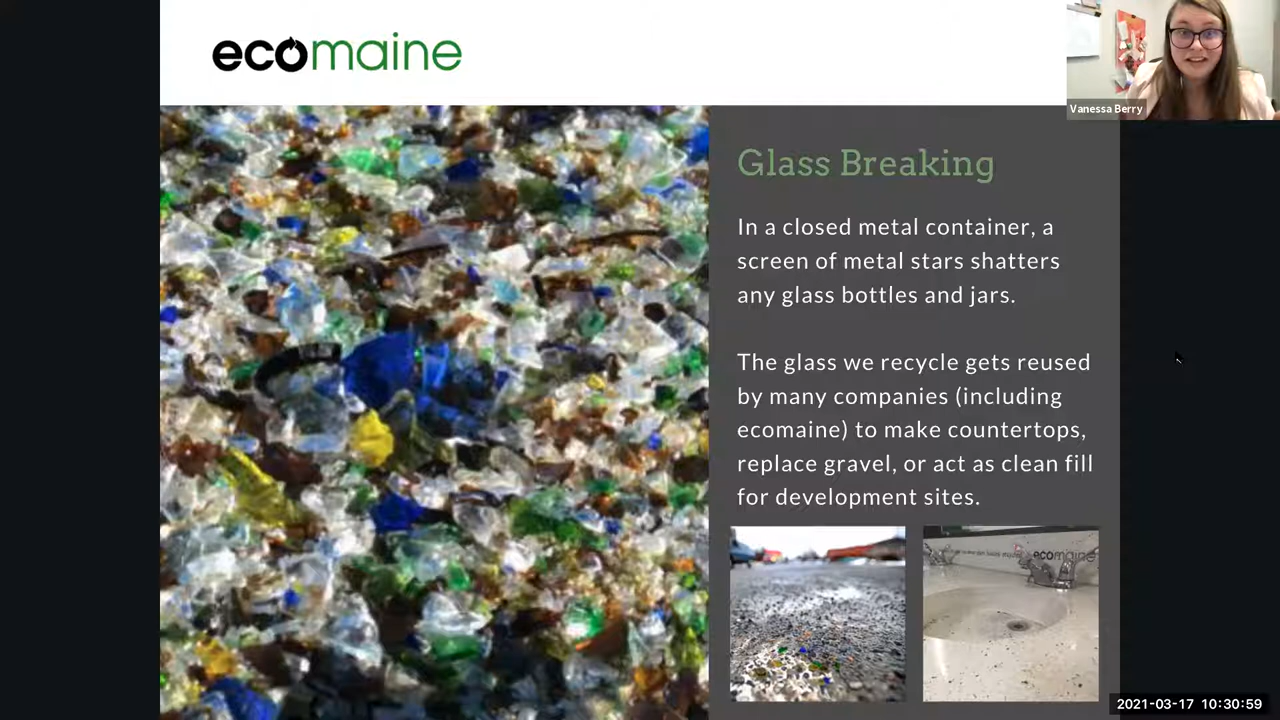 ecomaine
Vanessa Berry
Glass Breaking
In a closed metal container, a
screen of metal stars shatters
any glass bottles and jars.
The glass we recycle gets reused
by many companies (including
ecomaine) to make countertops,
replace gravel, or act as clean fill
for development sites.
ecomaine
2021-03-17 10:30:59